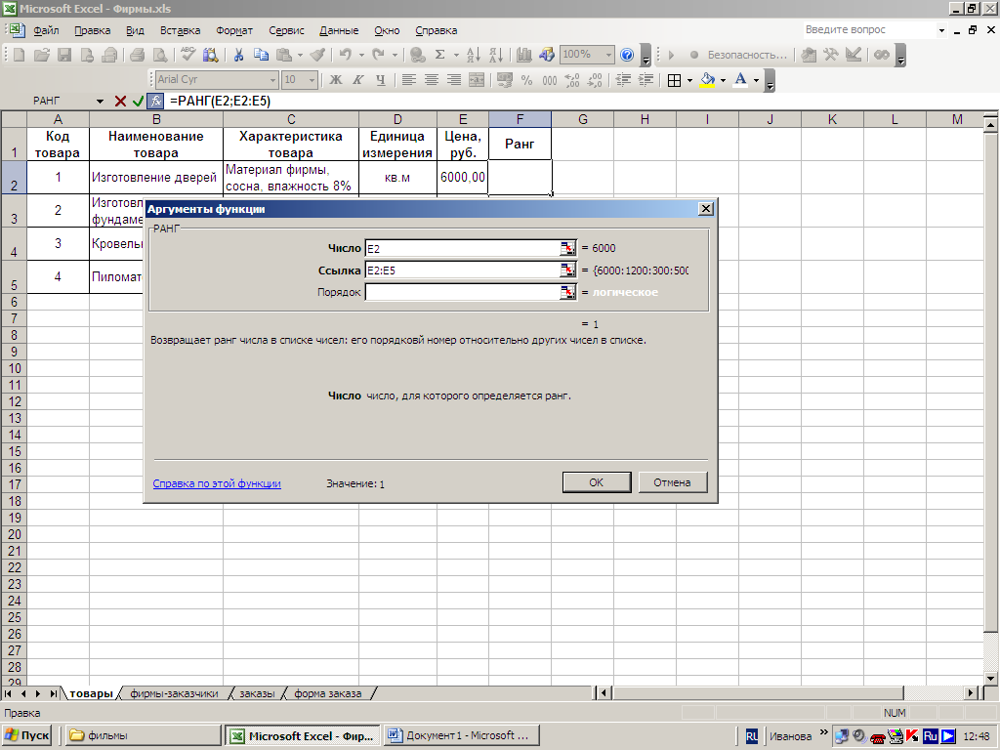 Microsoft Excel - Фирмы.xls
Файл Правка Вид Вставка Формат Сервис Данные Окно Справка Введите вопрос
100% Безопасность...
Arial Cyr 10 Ж К Ч % 000
РАНГ =РАНГ(E2;E2:E5)
A B C D E F G H I J K L M
1 Код товара Наименование товара Характеристика товара Единица измерения Цена, руб. Ранг
2 1 Изготовление дверей Материал фирмы, сосна, влажность 8% кв.м 6000,00
3 2 Изготовл фундаме
4 3 Кровель
5 4 Пиломат
Аргументы функции
РАНГ
Число E2 = 6000
Ссылка E2:E5 = {6000:1200:300:500
Порядок = логическое
= 1
Возвращает ранг числа в списке чисел: его порядковй номер относительно других чисел в списке.
Число число, для которого определяется ранг.
Справка по этой функции Значение: 1 ОК Отмена
6
7
8
9
10
11
12
13
14
15
16
17
18
19
20
21
22
23
24
25
26
27
28
29
товары фирмы-заказчики заказы форма заказа
Правка NUM
Пуск фильмы Microsoft Excel - Фир... Документ1 - Microsoft ... RU Иванова » Ru 12:48